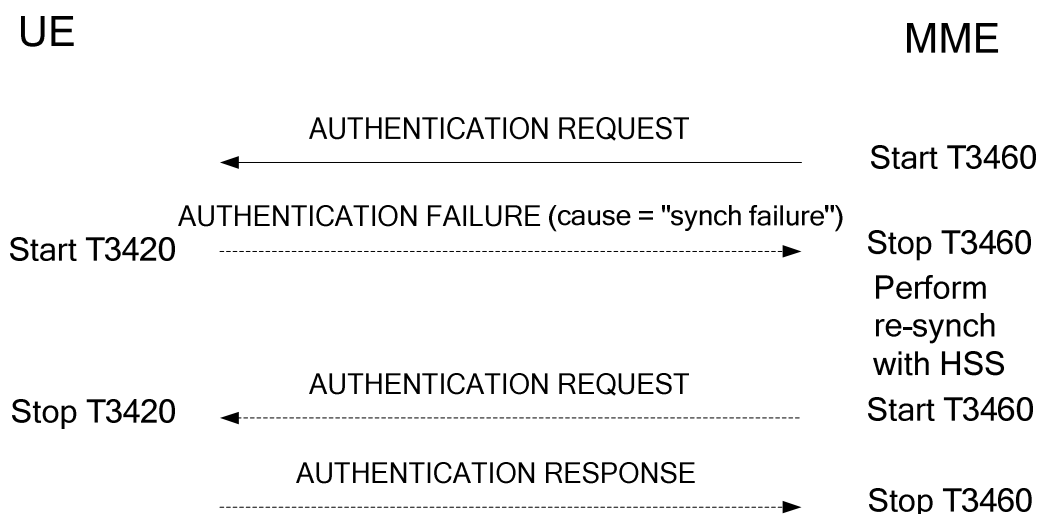 UE
MME
AUTHENTICATION REQUEST
Start T3460
AUTHENTICATION FAILURE (cause = "synch failure")
Start T3420
Stop T3460
Perform
re-synch
with HSS
AUTHENTICATION REQUEST
Stop T3420
Start T3460
AUTHENTICATION RESPONSE
Stop T3460